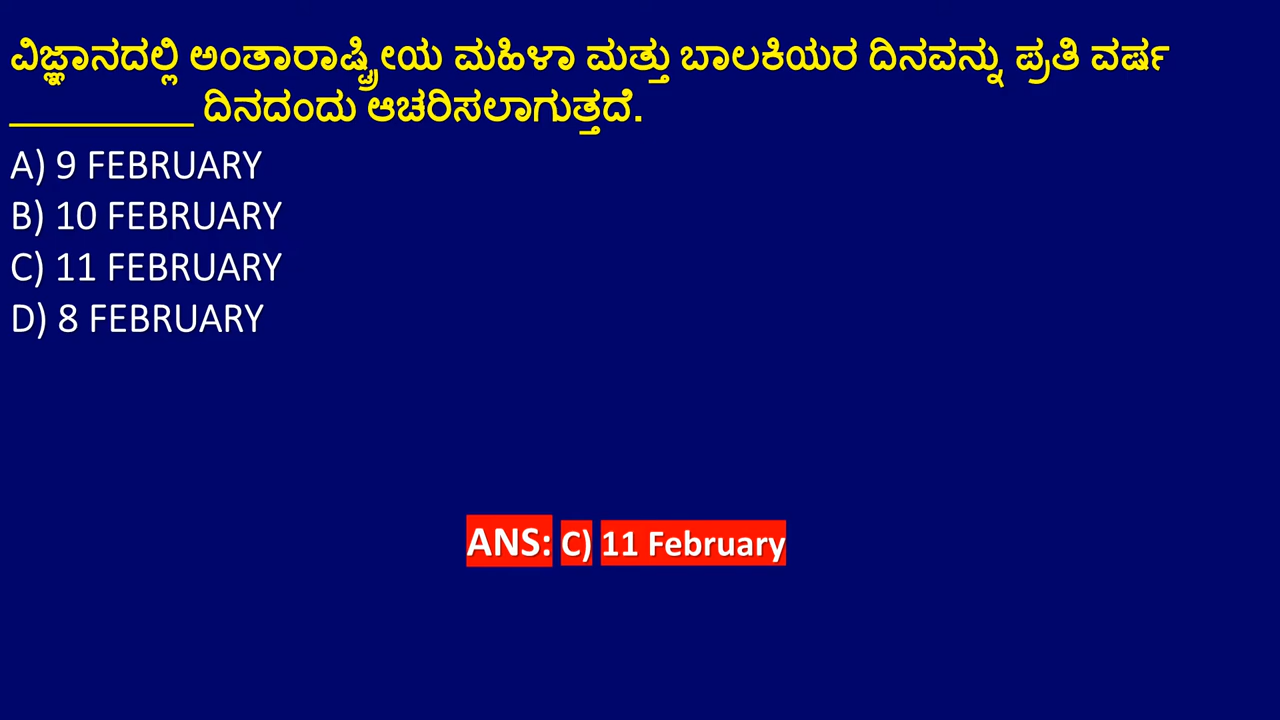 ವಿಜ್ಞಾನದಲ್ಲಿ ಅಂತಾರಾಷ್ಟ್ರೀಯ ಮಹಿಳಾ ಮತ್ತು ಬಾಲಕಿಯರ ದಿನವನ್ನು ಪ್ರತಿ ವರ್ಷ
_________ ದಿನದಂದು ಆಚರಿಸಲಾಗುತ್ತದೆ.
A) 9 FEBRUARY
B) 10 FEBRUARY
C) 11 FEBRUARY
D) 8 FEBRUARY
ANS: C) 11 February